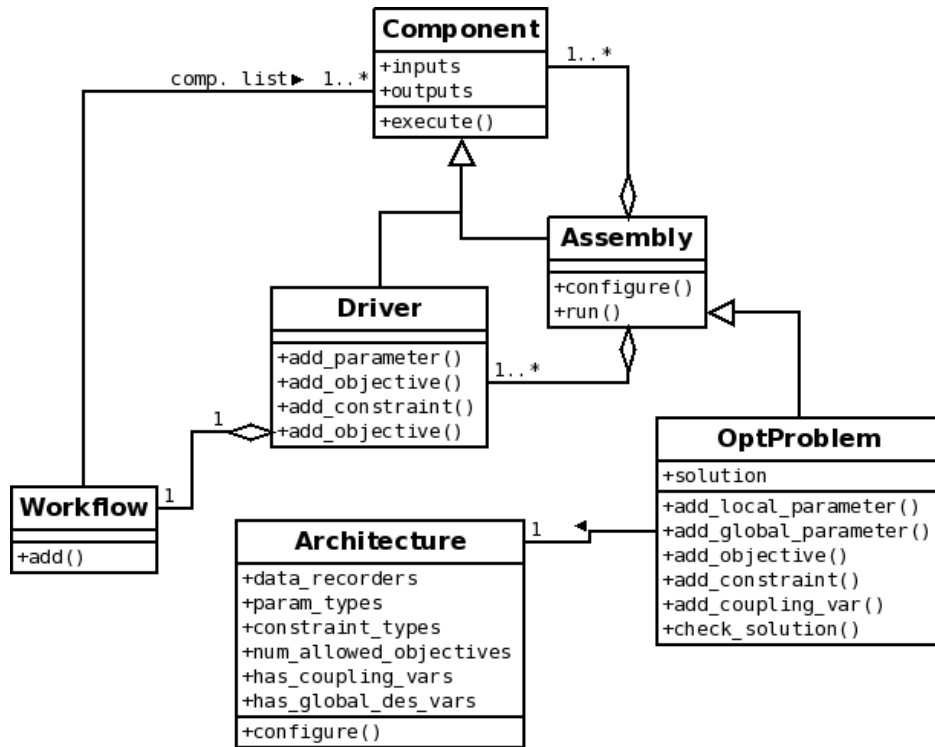 Component
+inputs
+outputs
+execute()
comp. list► 1..*
1..*
Assembly
+configure()
+run()
Driver
+add_parameter()
+add_objective()
+add_constraint()
+add_objective()
1..*
1
1
Workflow
+add()
OptProblem
+solution
+add_local_parameter()
+add_global_parameter()
+add_objective()
+add_constraint()
+add_coupling_var()
+check_solution()
1 ◄
Architecture
+data_recorders
+param_types
+constraint_types
+num_allowed_objectives
+has_coupling_vars
+has_global_des_vars
+configure()